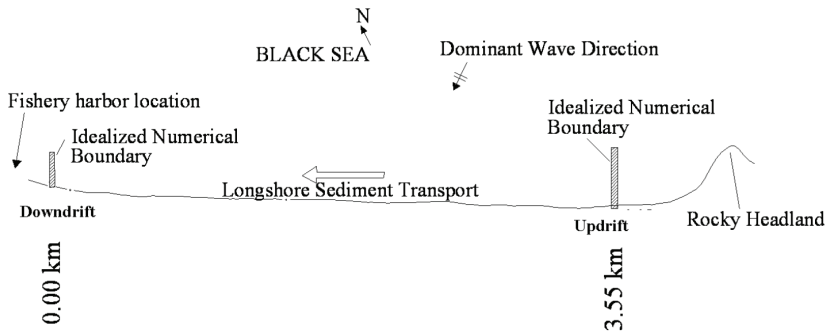 N
BLACK SEA
Dominant Wave Direction
Fishery harbor location
Idealized Numerical
Boundary
Idealized Numerical
Boundary
Longshore Sediment Transport
Rocky Headland
Downdrift
Updrift
0.00 km
3.55 km